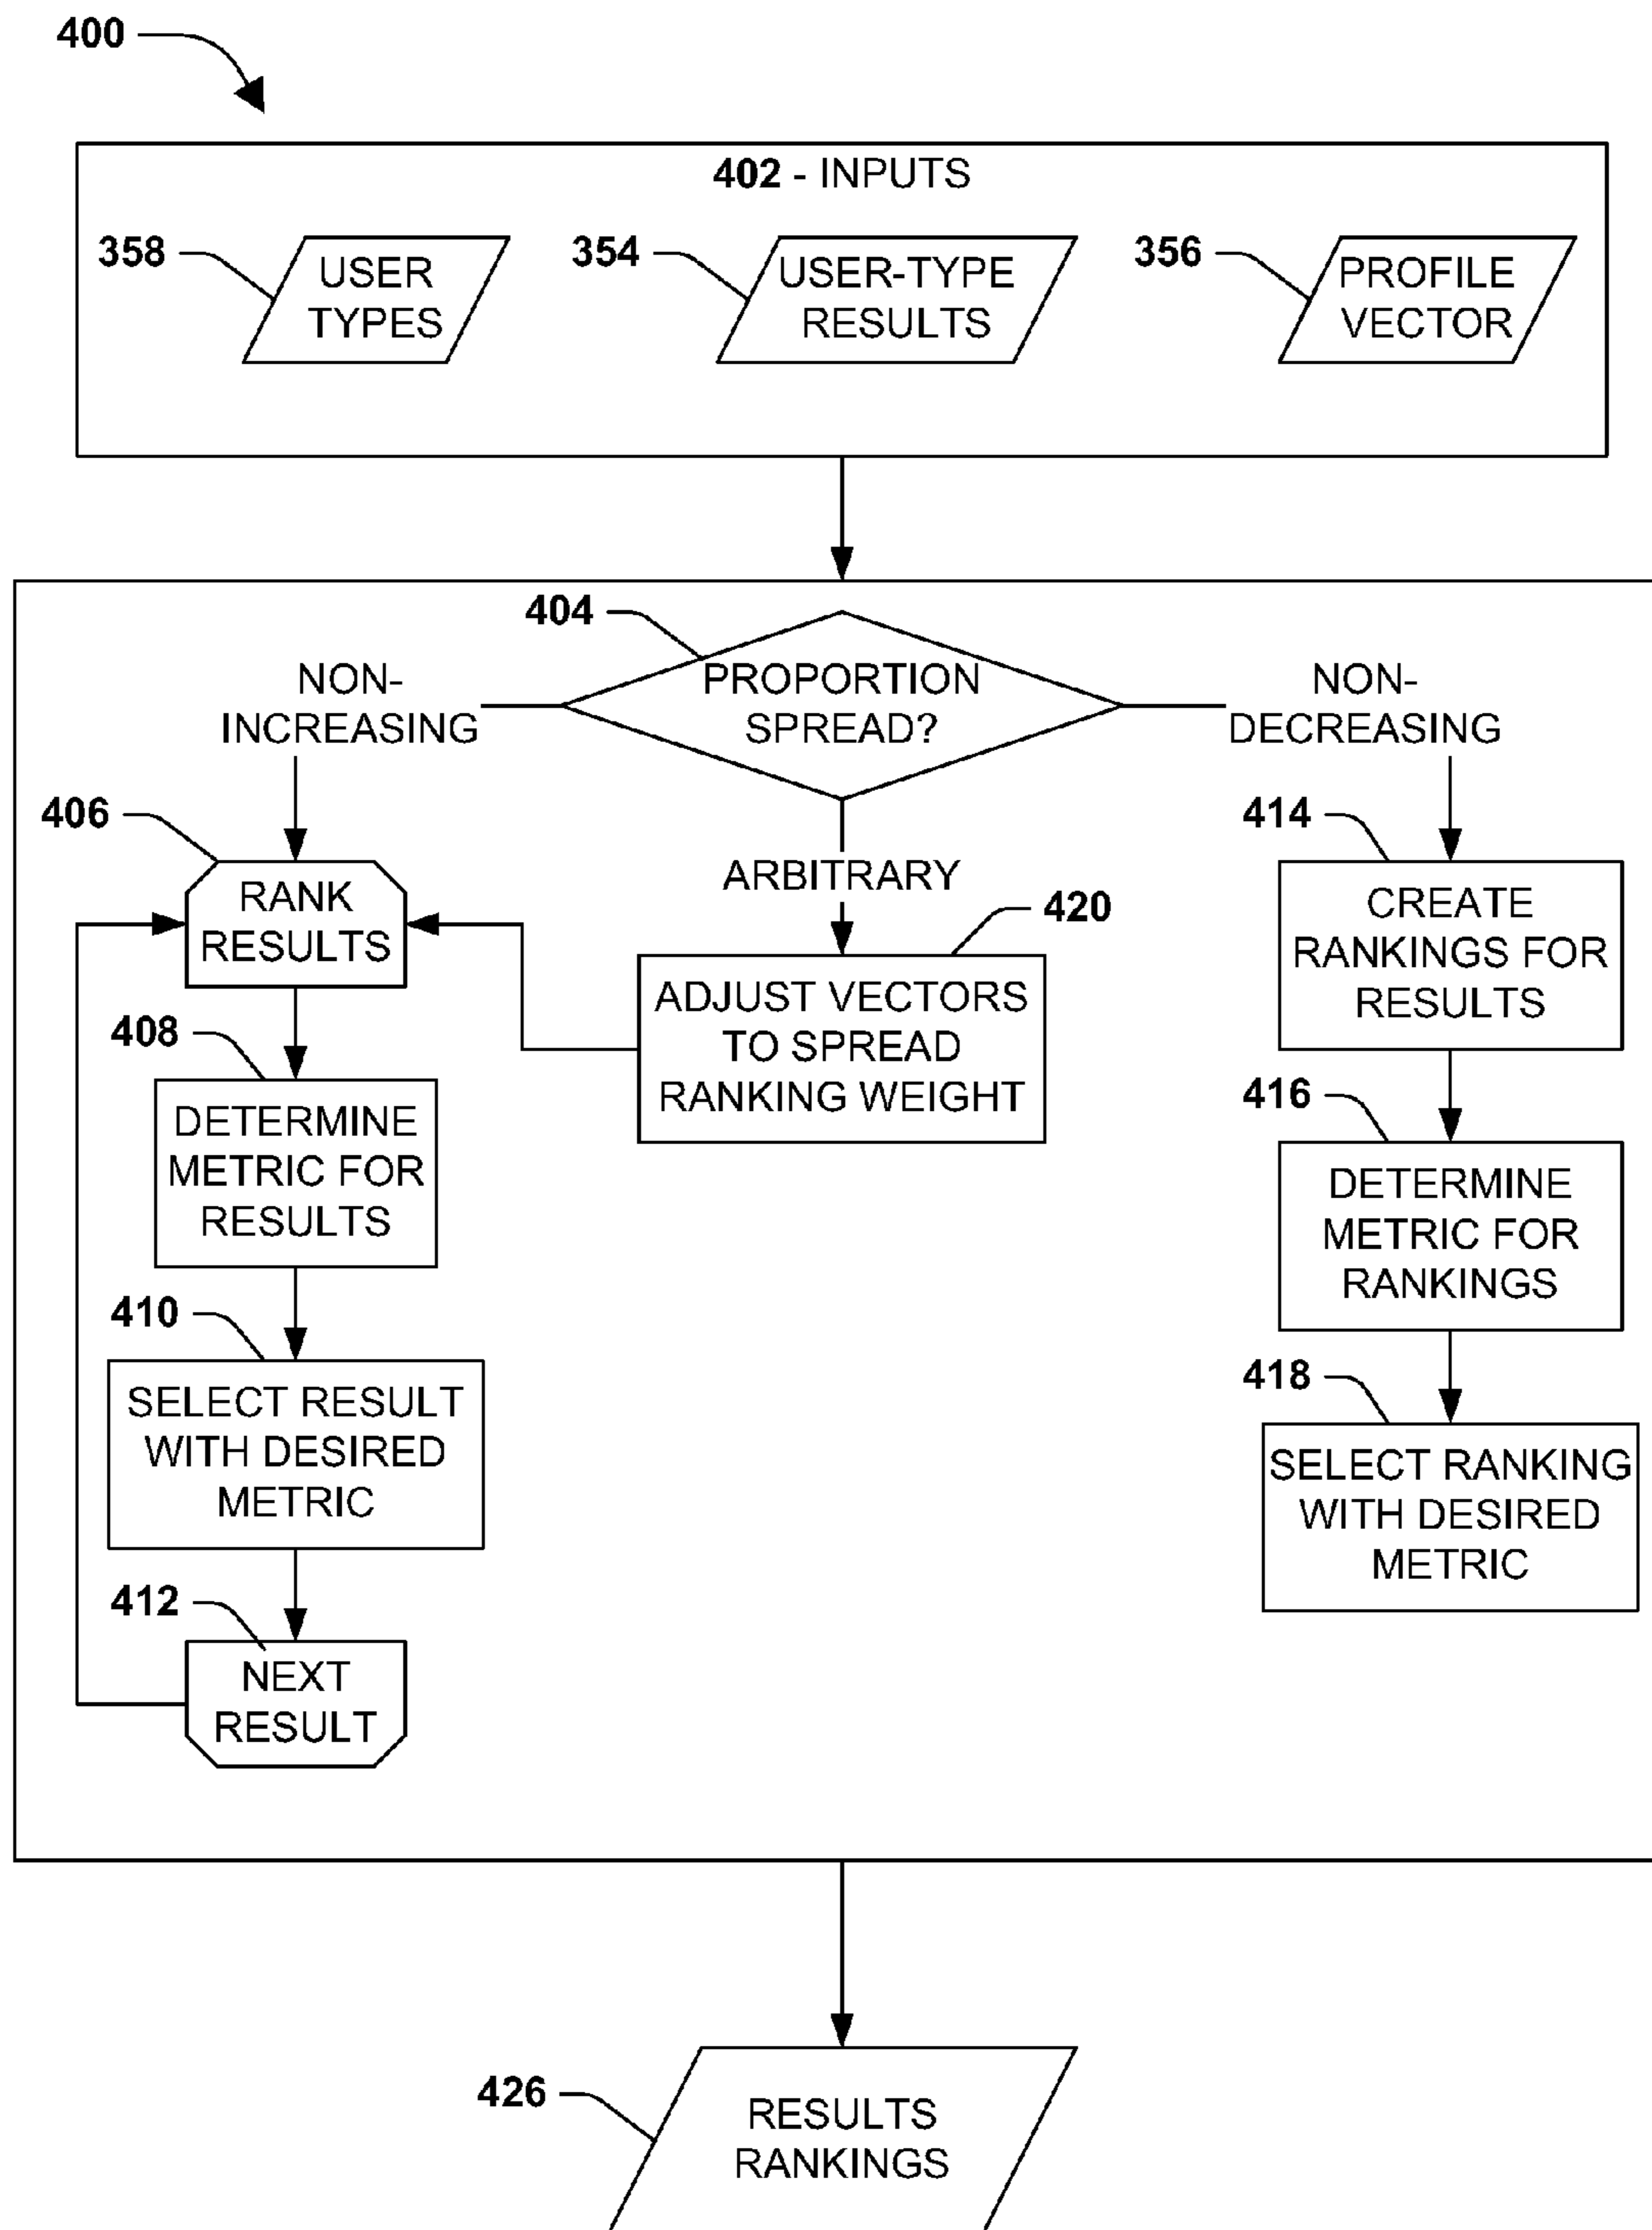 400
402 - INPUTS
358
USER
TYPES
354
USER-TYPE
RESULTS
356
PROFILE
VECTOR
404
PROPORTION
SPREAD?
NON-
INCREASING
NON-
DECREASING
ARBITRARY
406
RANK
RESULTS
408
DETERMINE
METRIC FOR
RESULTS
410
SELECT RESULT
WITH DESIRED
METRIC
412
NEXT
RESULT
420
ADJUST VECTORS
TO SPREAD
RANKING WEIGHT
414
CREATE
RANKINGS FOR
RESULTS
416
DETERMINE
METRIC FOR
RANKINGS
418
SELECT RANKING
WITH DESIRED
METRIC
426
RESULTS
RANKINGS